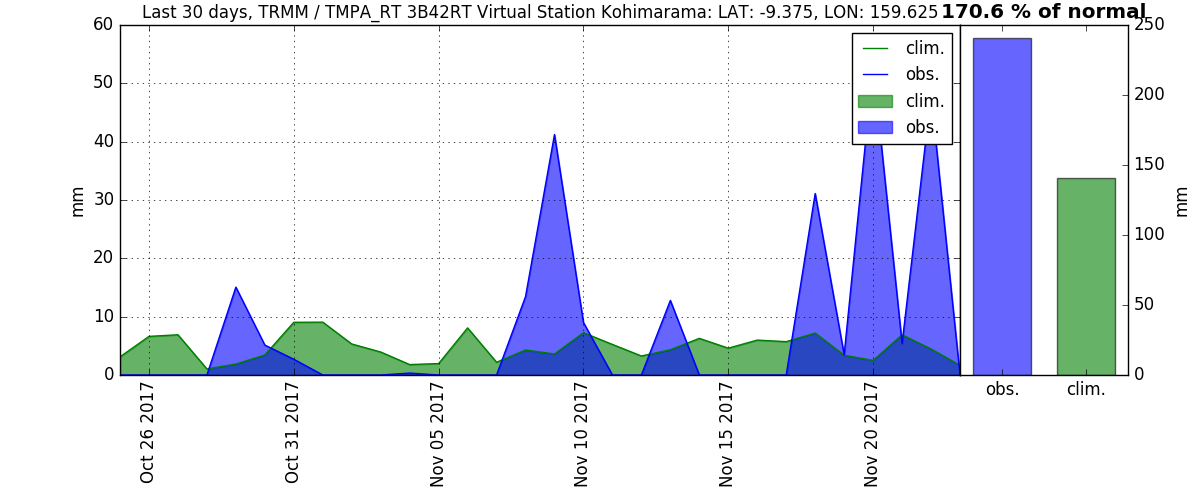 Last 30 days, TRMM / TMPA_RT 3B42RT Virtual Station Kohimarama: LAT: -9.375, LON: 159.625
170.6 % of normal
60
50
40
30
20
10
0
mm
clim.
obs.
clim.
obs.
Oct 26 2017
Oct 31 2017
Nov 05 2017
Nov 10 2017
Nov 15 2017
Nov 20 2017
250
200
150
100
50
0
mm
obs.
clim.